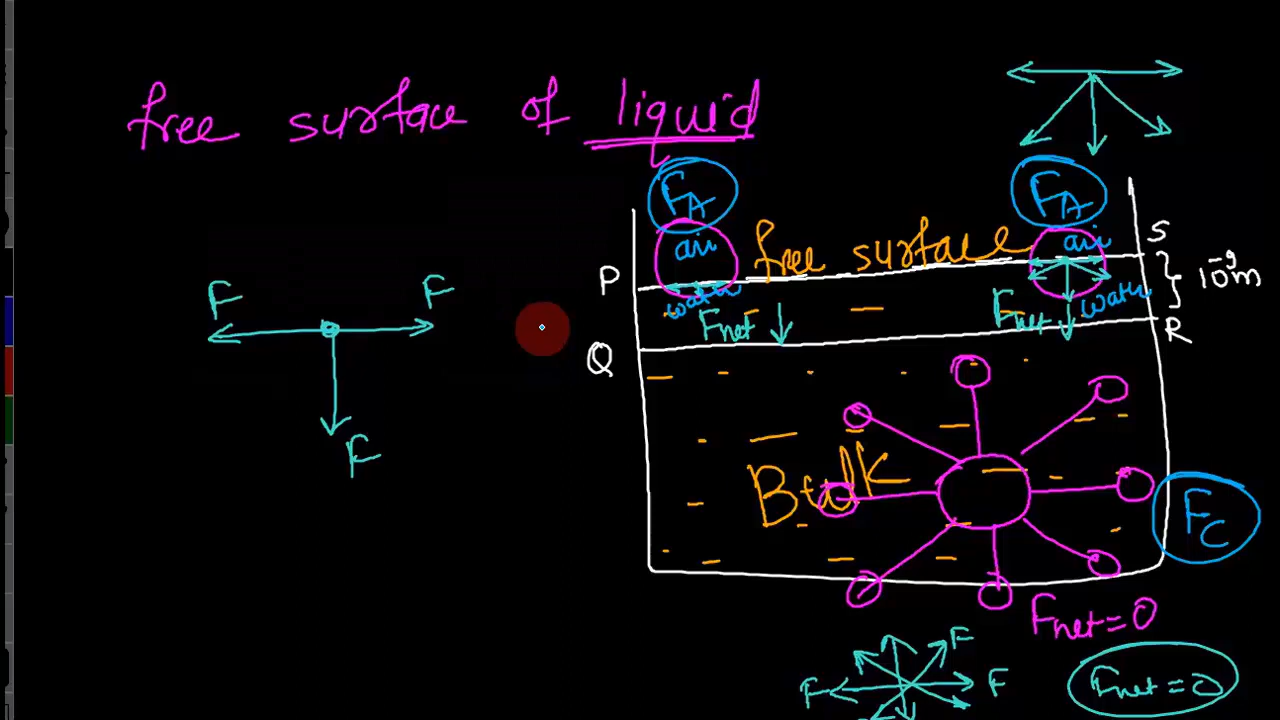 free surface of liquid
FA FA
air free surface air S
P 10⁻⁹m
water Fnet Fnet water
R
Q
F F
F
Bulk
FC
Fnet=0
F
F F
Fnet=0